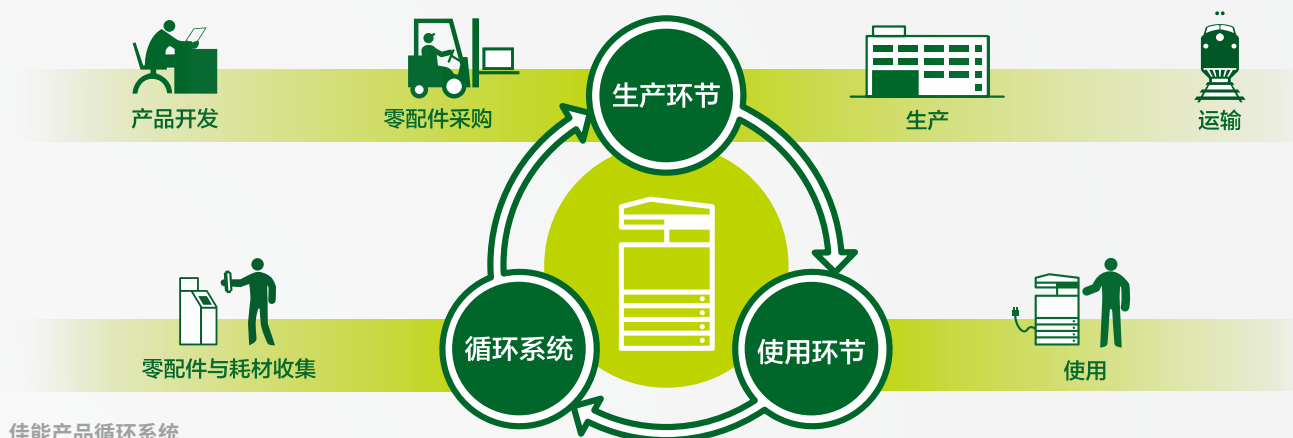 生产环节
产品开发
零配件采购
生产
运输
循环系统
使用环节
零配件与耗材收集
使用
佳能产品循环系统